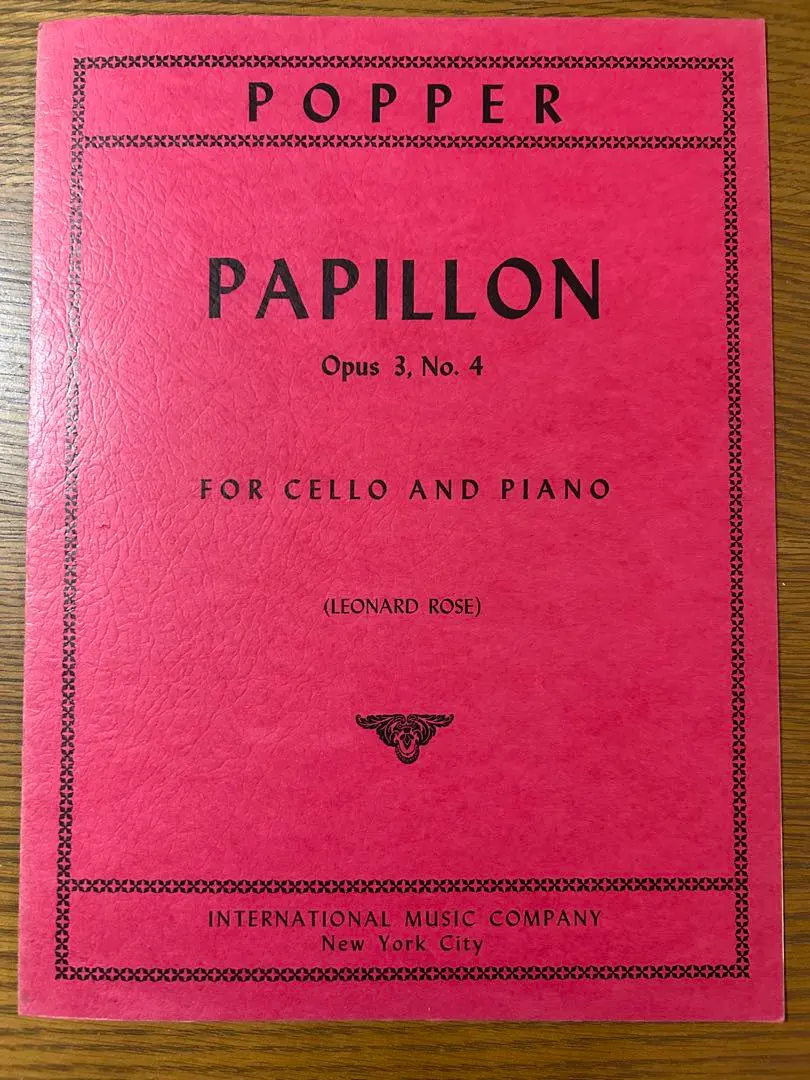 POPPER
PAPILLON
Opus 3, No. 4
FOR CELLO AND PIANO
(LEONARD ROSE)
INTERNATIONAL MUSIC COMPANY
New York City